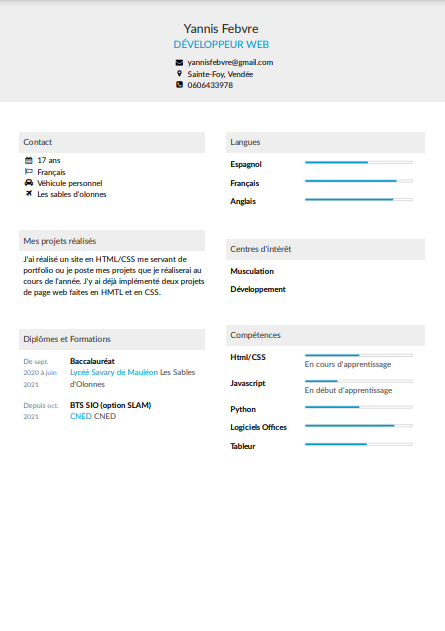 Yannis Febvre
DÉVELOPPEUR WEB
yannisfebvre@gmail.com
Sainte-Foy, Vendée
0606433978
Contact
17 ans
Français
Véhicule personnel
Les sables d'olonnes
Mes projets réalisés
J'ai réalisé un site en HTML/CSS me servant de
portfolio ou je poste mes projets que je réaliserai au
cours de l'année. J'y ai déjà implémenté deux projets
de page web faites en HMTL et en CSS.
Diplômes et Formations
De sept.
2020 à juin
2021
Baccalauréat
Lycéé Savary de Mauléon Les Sables
d'Olonnes
Depuis oct.
2021
BTS SIO (option SLAM)
CNED CNED
Langues
Espagnol
Français
Anglais
Centres d'intérêt
Musculation
Développement
Compétences
Html/CSS
En cours d'apprentissage
Javascript
En début d'apprentissage
Python
Logiciels Offices
Tableur